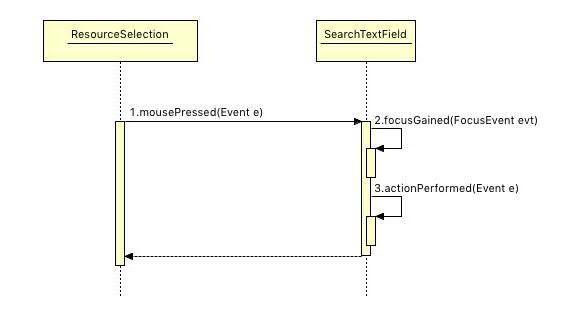 ResourceSelection
SearchTextField
1.mousePressed(Event e)
2.focusGained(FocusEvent evt)
3.actionPerformed(Event e)